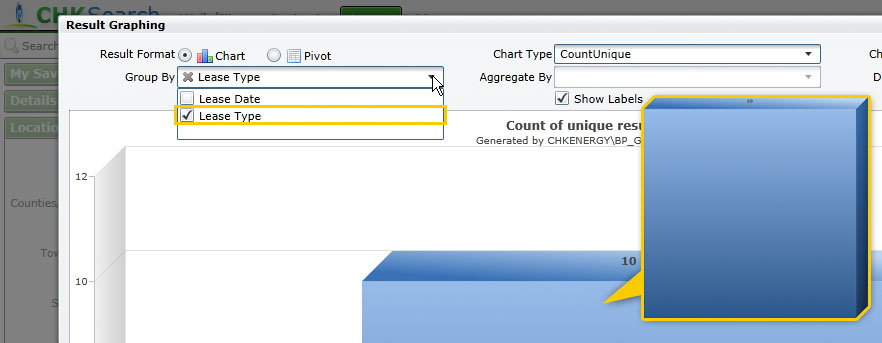 CHKSearch
Search
My Sav
Details
Locatio
Counties,
Tow
S
Result Graphing
Result Format Chart Pivot
Chart Type CountUnique
Ch
Group By Lease Type
Aggregate By
D
Lease Date
Lease Type
Show Labels
Count of unique resu
Generated by CHKENERGY\BP_G
12
10
10
10